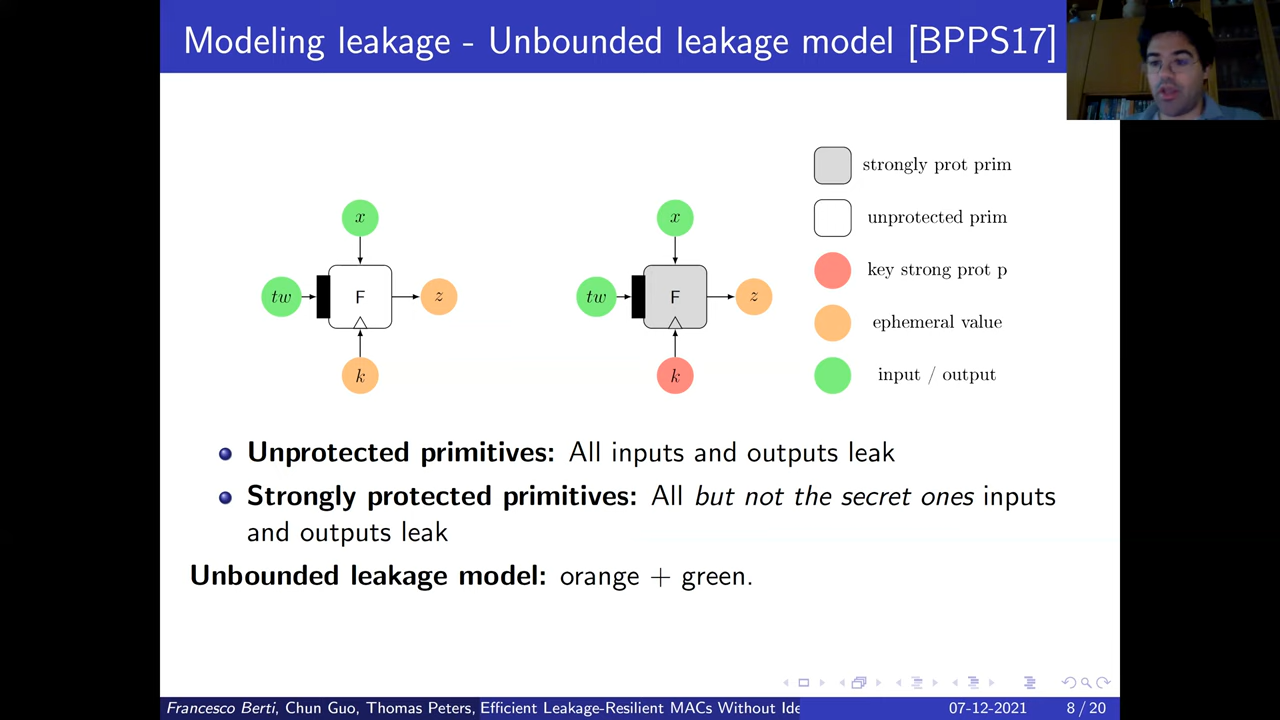 Modeling leakage - Unbounded leakage model [BPPS17]
x
tw
F
z
k
x
tw
F
z
k
strongly prot prim
unprotected prim
key strong prot p
ephemeral value
input / output
Unprotected primitives: All inputs and outputs leak
Strongly protected primitives: All but not the secret ones inputs
and outputs leak
Unbounded leakage model: orange + green.
Francesco Berti, Chun Guo, Thomas Peters, Efficient Leakage-Resilient MACs Without Ide 07-12-2021 8 / 20